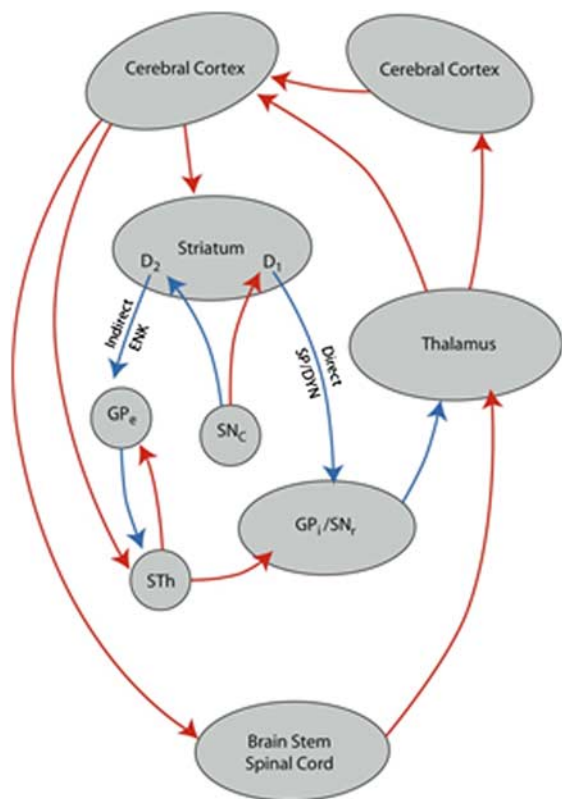 Cerebral Cortex
Cerebral Cortex
Striatum
D2
D1
Indirect
ENK
Direct
SP/DYN
Thalamus
GPe
SNC
GPi/SNr
STh
Brain Stem
Spinal Cord